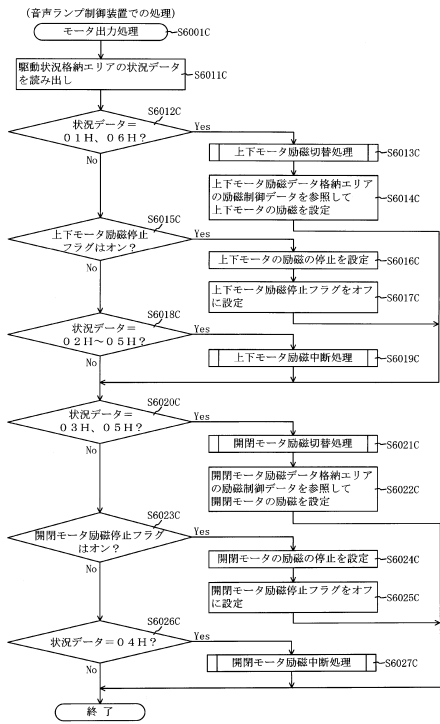 (音声ランプ制御装置での処理)
モータ出力処理
S6001C
駆動状況格納エリアの状況データ
を読み出し
S6011C
状況データ=
01H、06H?
S6012C
Yes
No
上下モータ励磁切替処理
S6013C
上下モータ励磁データ格納エリア
の励磁制御データを参照して
上下モータの励磁を設定
S6014C
上下モータ励磁停止
フラグはオン?
S6015C
Yes
No
上下モータの励磁の停止を設定
S6016C
上下モータ励磁停止フラグをオフ
に設定
S6017C
状況データ=
02H~05H?
S6018C
Yes
No
上下モータ励磁中断処理
S6019C
状況データ=
03H、05H?
S6020C
Yes
No
開閉モータ励磁切替処理
S6021C
開閉モータ励磁データ格納エリア
の励磁制御データを参照して
開閉モータの励磁を設定
S6022C
開閉モータ励磁停止フラグ
はオン?
S6023C
Yes
No
開閉モータの励磁の停止を設定
S6024C
開閉モータ励磁停止フラグをオフ
に設定
S6025C
状況データ=04H?
S6026C
Yes
No
開閉モータ励磁中断処理
S6027C
終了